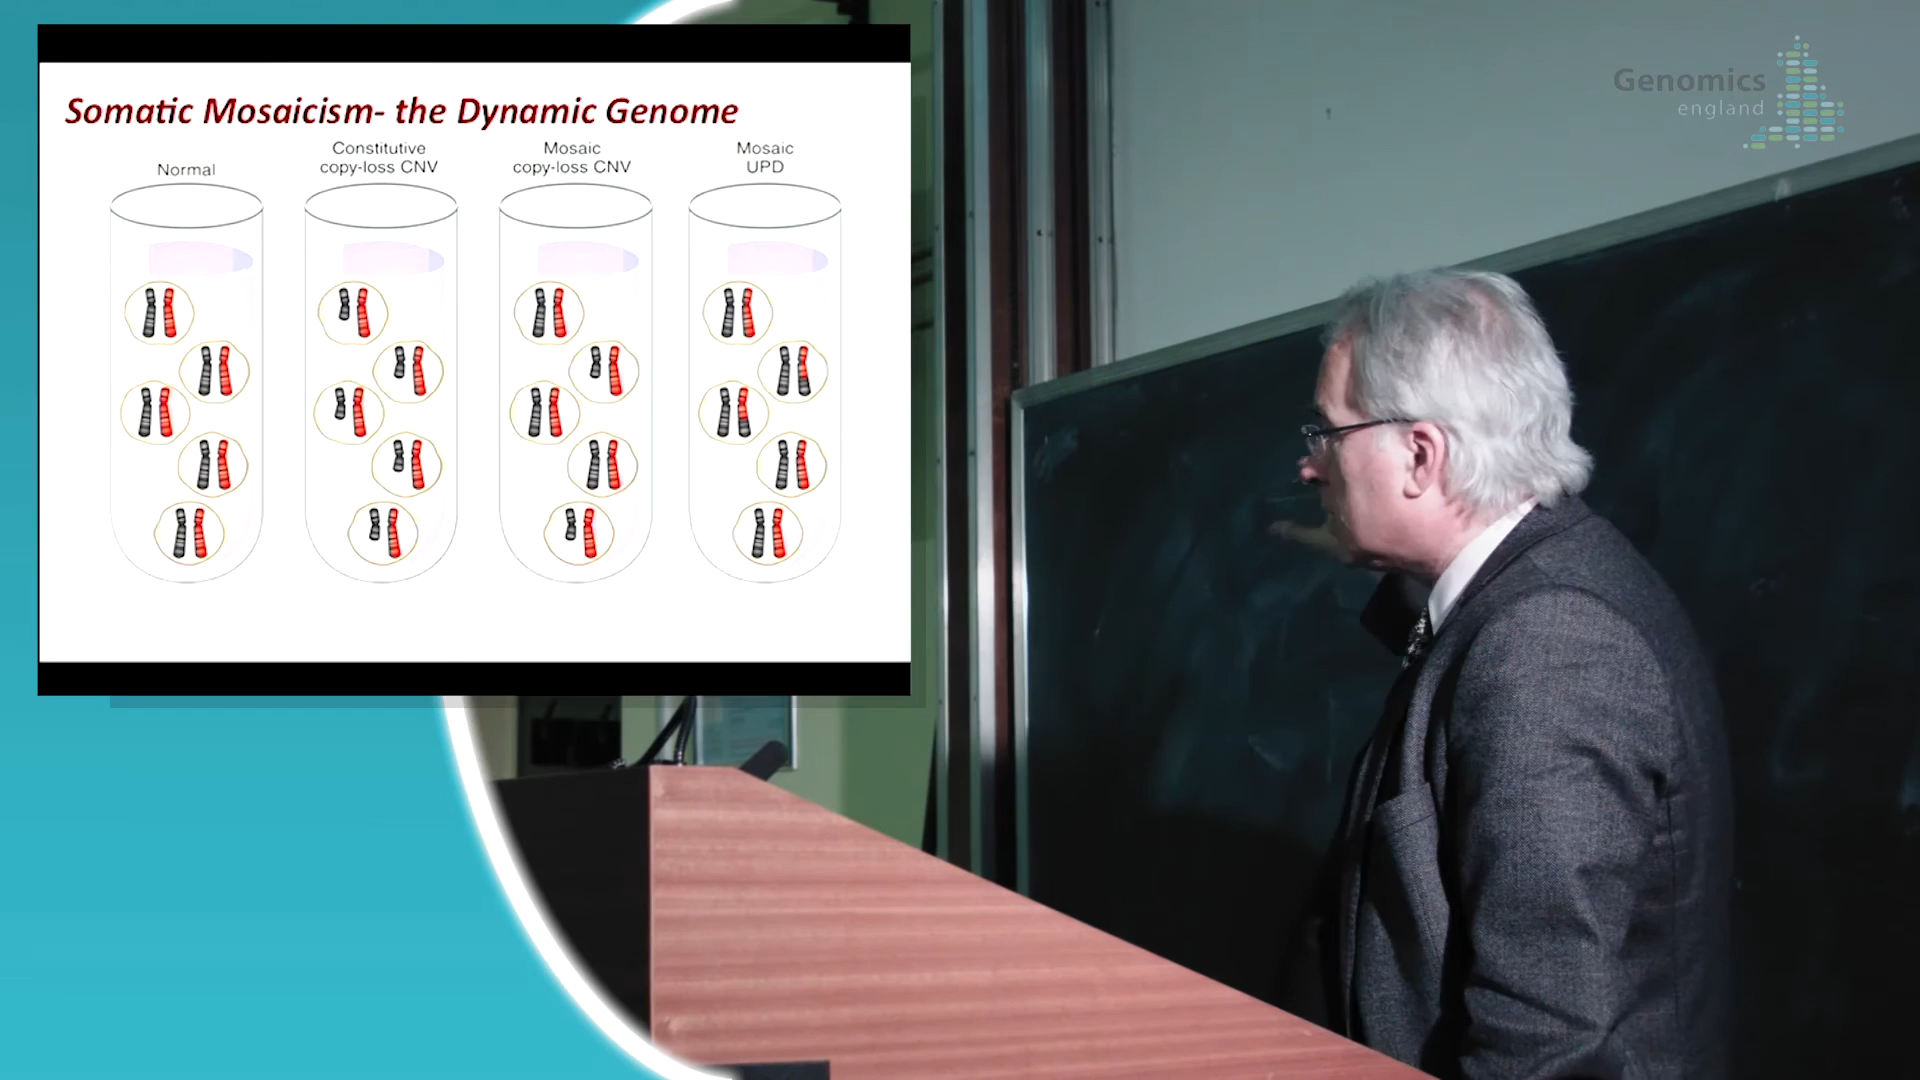 Somatic Mosaicism- the Dynamic Genome
Normal
Constitutive
copy-loss CNV
Mosaic
copy-loss CNV
Mosaic
UPD
Genomics
england